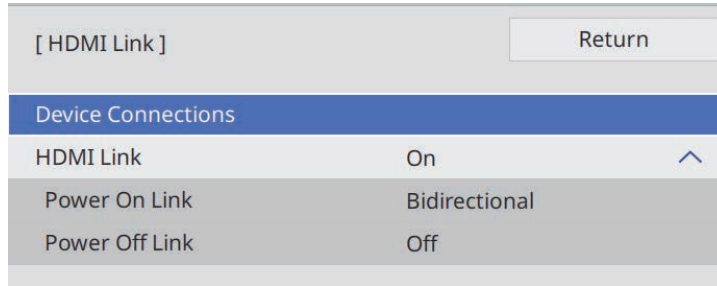 [ HDMI Link ]
Return
Device Connections
HDMI Link On
Power On Link Bidirectional
Power Off Link Off